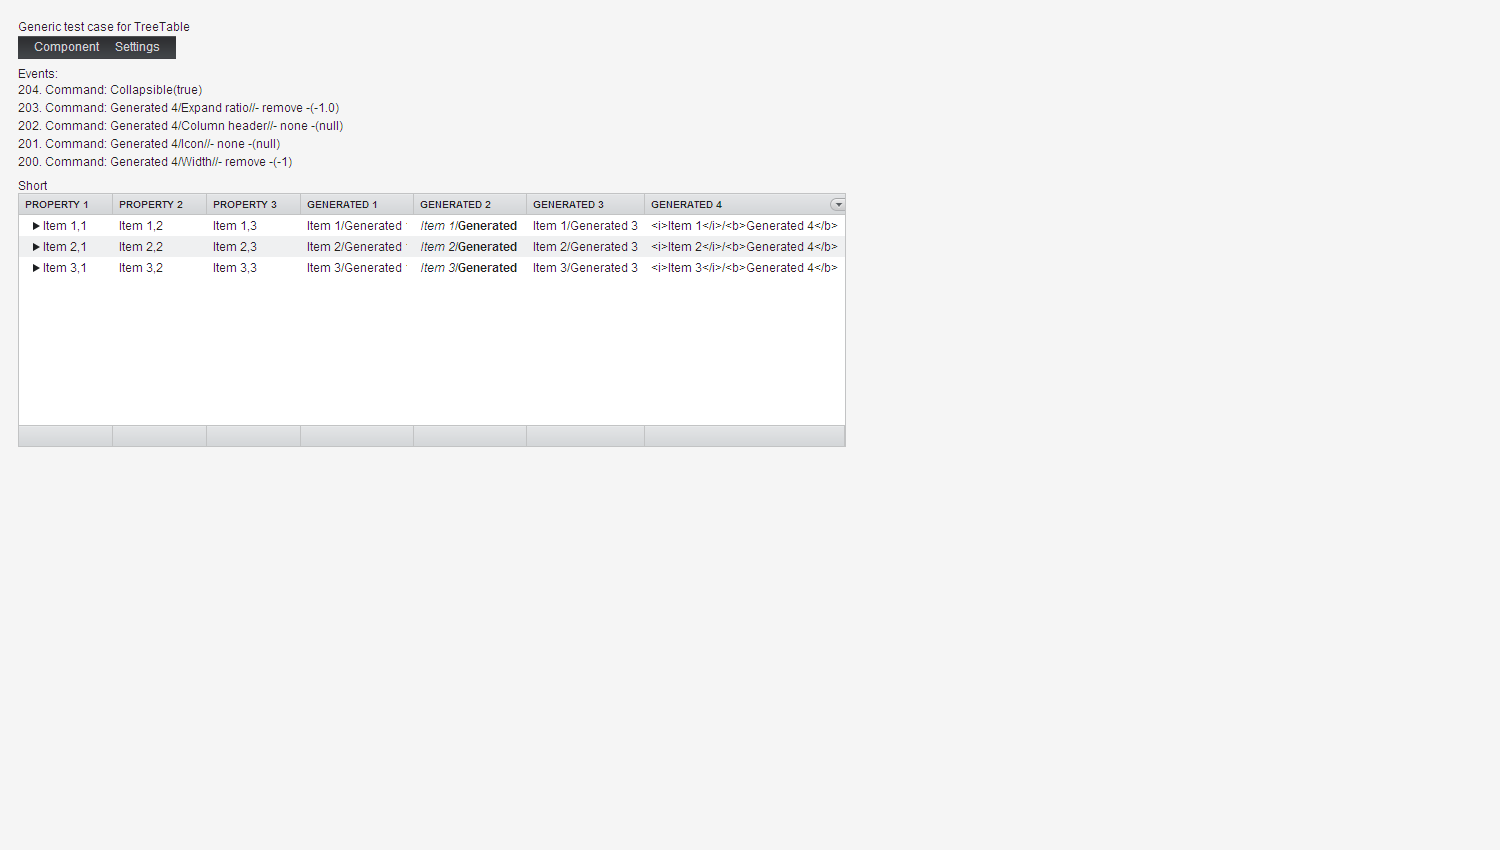 Generic test case for TreeTable
Component Settings
Events:
204. Command: Collapsible(true)
203. Command: Generated 4/Expand ratio//- remove -(-1.0)
202. Command: Generated 4/Column header//- none -(null)
201. Command: Generated 4/Icon//- none -(null)
200. Command: Generated 4/Width//- remove -(-1)
Short
PROPERTY 1 PROPERTY 2 PROPERTY 3 GENERATED 1 GENERATED 2 GENERATED 3 GENERATED 4
Item 1,1 Item 1,2 Item 1,3 Item 1/Generated Item 1/Generated Item 1/Generated 3 <i>Item 1</i>/<b>Generated 4</b>
Item 2,1 Item 2,2 Item 2,3 Item 2/Generated Item 2/Generated Item 2/Generated 3 <i>Item 2</i>/<b>Generated 4</b>
Item 3,1 Item 3,2 Item 3,3 Item 3/Generated Item 3/Generated Item 3/Generated 3 <i>Item 3</i>/<b>Generated 4</b>